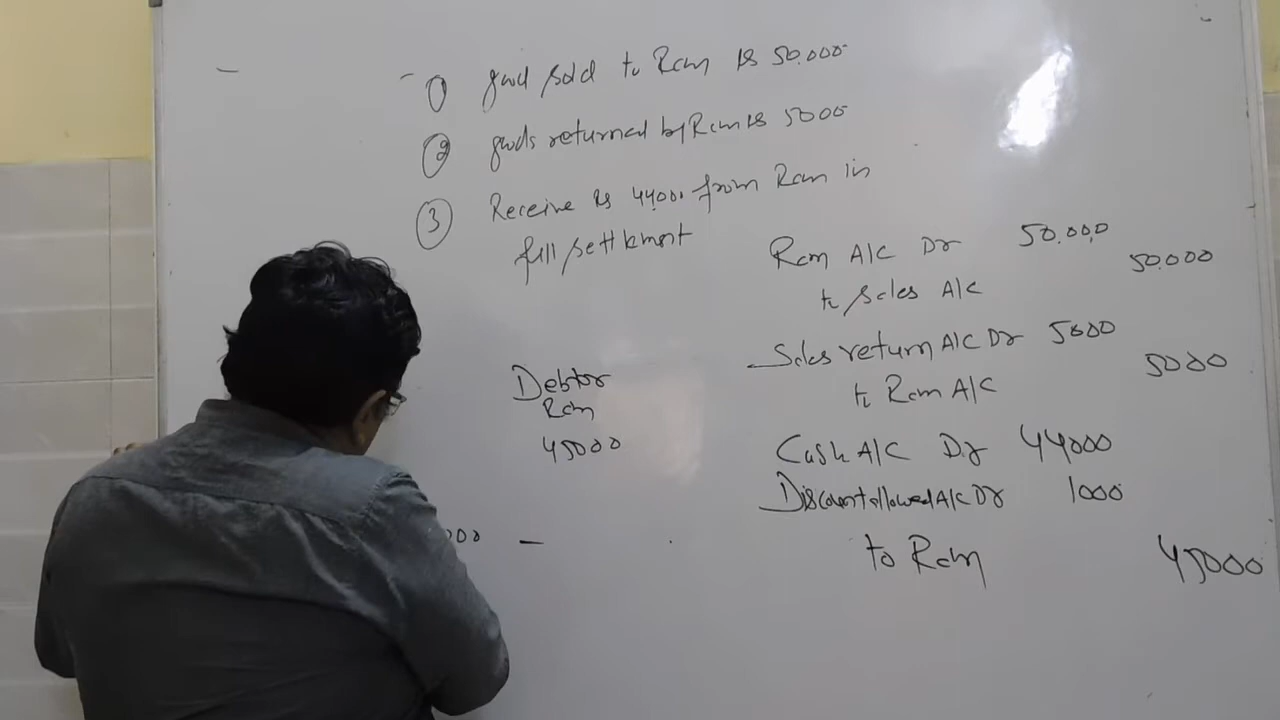 ① good sold to Ram Rs 50.000
② goods returned by Ram Rs 5000
③ Receive Rs 44000 from Ram in
full settlement
Ram A/C Dr 50.000
to Sales A/C 50.000
Sales return A/C Dr 5000
to Ram A/C 5000
Cash A/C Dr 44000
Discount allowed A/C Dr 1000
to Ram 45000
Debtor
Ram
45000
000 —